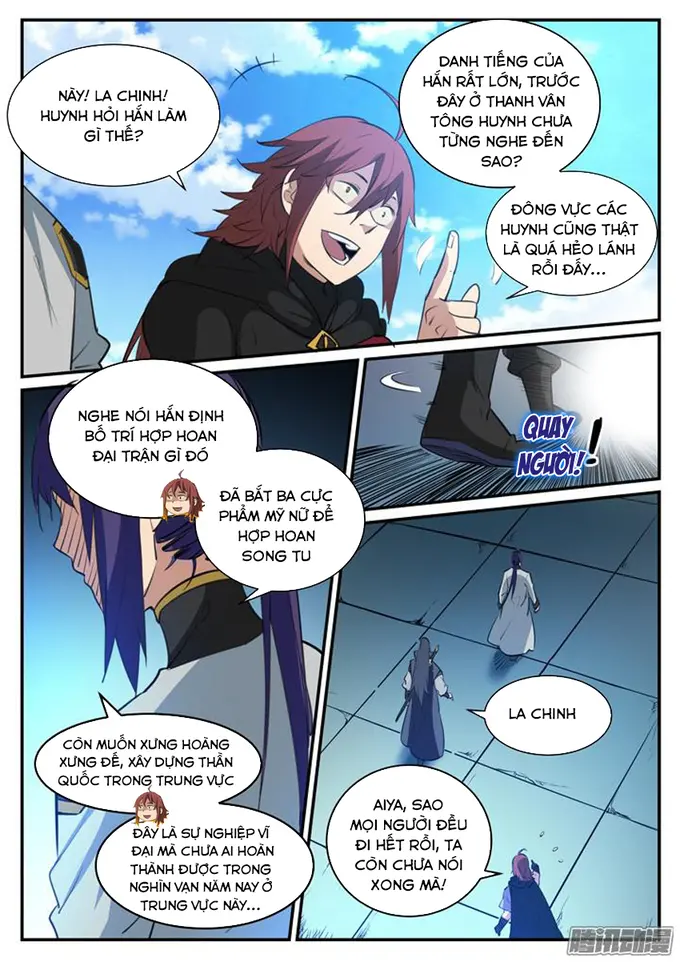 NÀY! LA CHINH!
HUYNH HỎI HẮN LÀM
GÌ THẾ?
DANH TIẾNG CỦA
HẮN RẤT LỚN, TRƯỚC
ĐÂY Ở THANH VÂN
TÔNG HUYNH CHƯA
TỪNG NGHE ĐẾN
SAO?
ĐÔNG VỰC CÁC
HUYNH CŨNG THẬT
LÀ QUÁ HẺO LÁNH
RỒI ĐẤY...
NGHE NÓI HẮN ĐỊNH
BỐ TRÍ HỢP HOAN
ĐẠI TRẬN GÌ ĐÓ
ĐÃ BẮT BA CỰC
PHẨM MỸ NỮ ĐỂ
HỢP HOAN
SONG TU
QUAY
NGƯỜI!
CÒN MUỐN XƯNG HOÀNG
XƯNG ĐẾ, XÂY DỰNG THẦN
QUỐC TRONG TRUNG VỰC
ĐÂY LÀ SỰ NGHIỆP VĨ
ĐẠI MÀ CHƯA AI HOÀN
THÀNH ĐƯỢC TRONG
NGHÌN VẠN NĂM NAY Ở
TRUNG VỰC NÀY...
LA CHINH
AIYA, SAO
MỌI NGƯỜI ĐỀU
ĐI HẾT RỒI, TA
CÒN CHƯA NÓI
XONG MÀ!
腾讯动漫